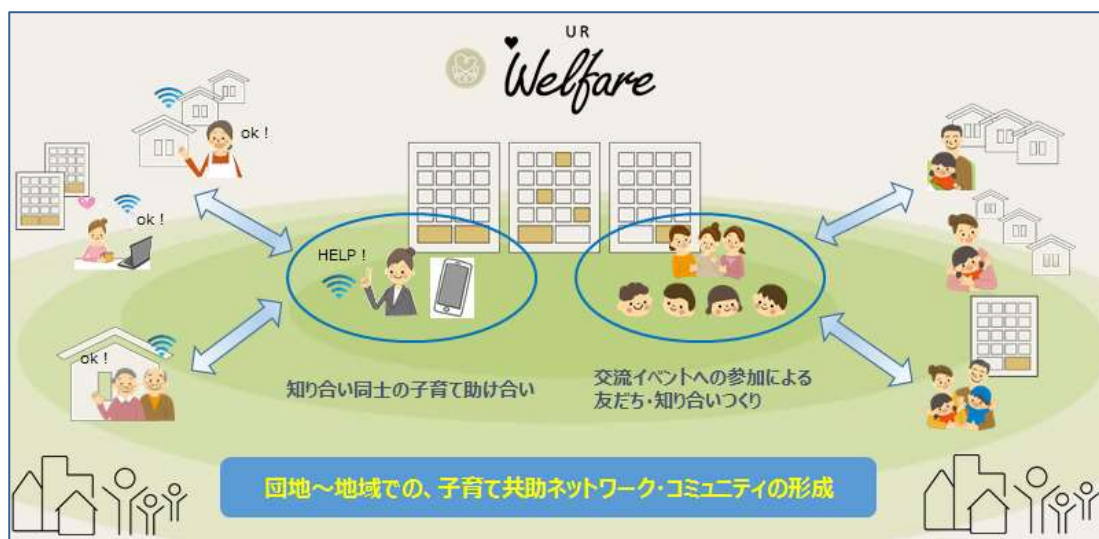 UR
Welfare
ok！
ok！
HELP！
ok！
知り合い同士の子育て助け合い
交流イベントへの参加による
友だち・知り合いつくり
団地～地域での、子育て共助ネットワーク・コミュニティの形成